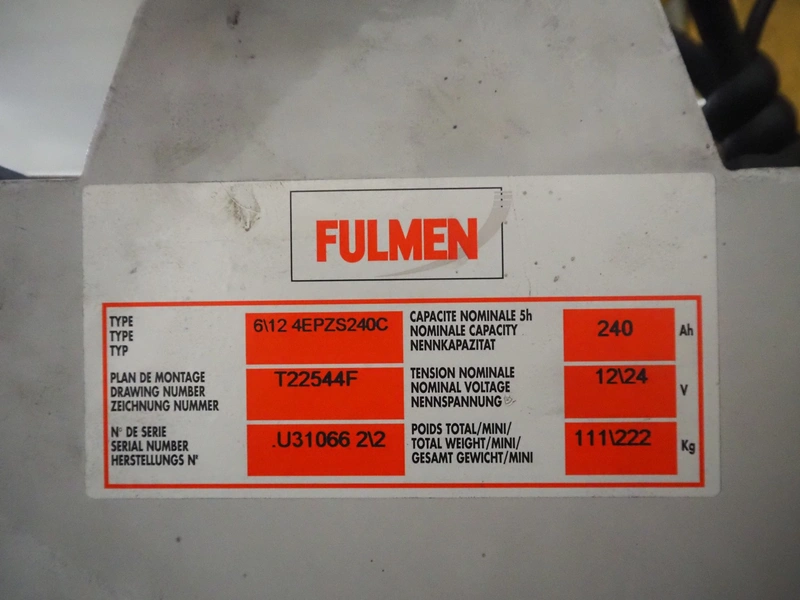 FULMEN
TYPE
TYPE
TYP
6\12 4EPZS240C
CAPACITE NOMINALE 5h
NOMINALE CAPACITY
NENNKAPAZITAT
240 Ah
PLAN DE MONTAGE
DRAWING NUMBER
ZEICHNUNG NUMMER
T22544F
TENSION NOMINALE
NOMINAL VOLTAGE
NENNSPANNUNG
12\24 V
N° DE SERIE
SERIAL NUMBER
HERSTELLUNGS N°
.U31066 2\2
POIDS TOTAL/MINI/
TOTAL WEIGHT/MINI/
GESAMT GEWICHT/MINI
111\222 Kg